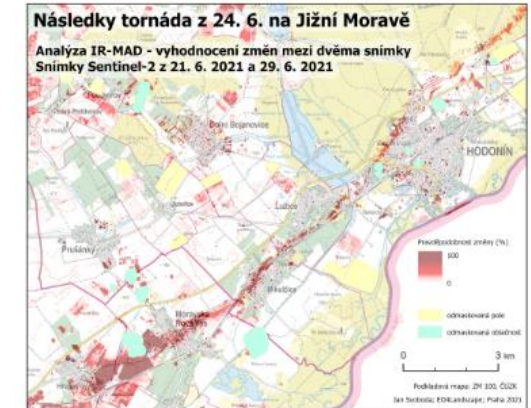 Následky tornáda z 24. 6. na Jižní Moravě
Analýza IR-MAD - vyhodnocení změn mezi dvěma snímky
Snímky Sentinel-2 z 21. 6. 2021 a 29. 6. 2021
Dolní Bojanovice
HODONÍN
Lužice
Josefov
Prušánky
Mikulčice
Moravská
Nová Ves
Hrušky
Pravděpodobnost změny (%)
100
0
odmaskovaná pole
odmaskovaná oblačnost
0
3 km
Podkladová mapa: ZM 100, ČÚZK
Jan Svoboda; EO4Landscape; Praha 2021